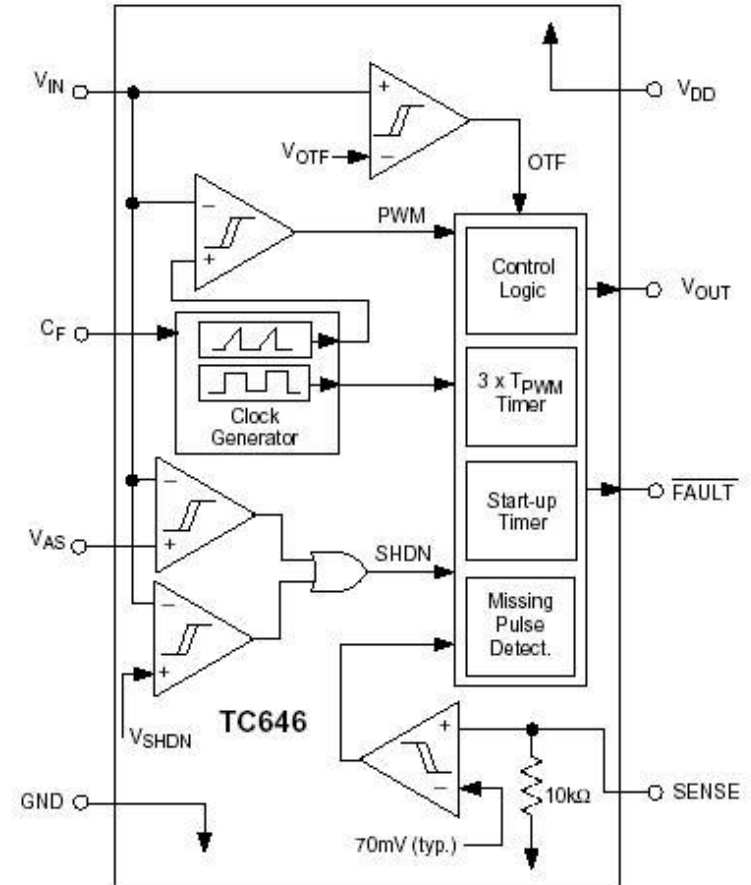 VIN
VDD
+
VOTF
−
OTF
−
PWM
+
Control
Logic
VOUT
CF
3 x TPWM
Timer
Clock
Generator
−
Start-up
Timer
FAULT
VAS
+
SHDN
−
Missing
Pulse
Detect.
+
TC646
VSHDN
+
GND
−
10kΩ
SENSE
70mV (typ.)